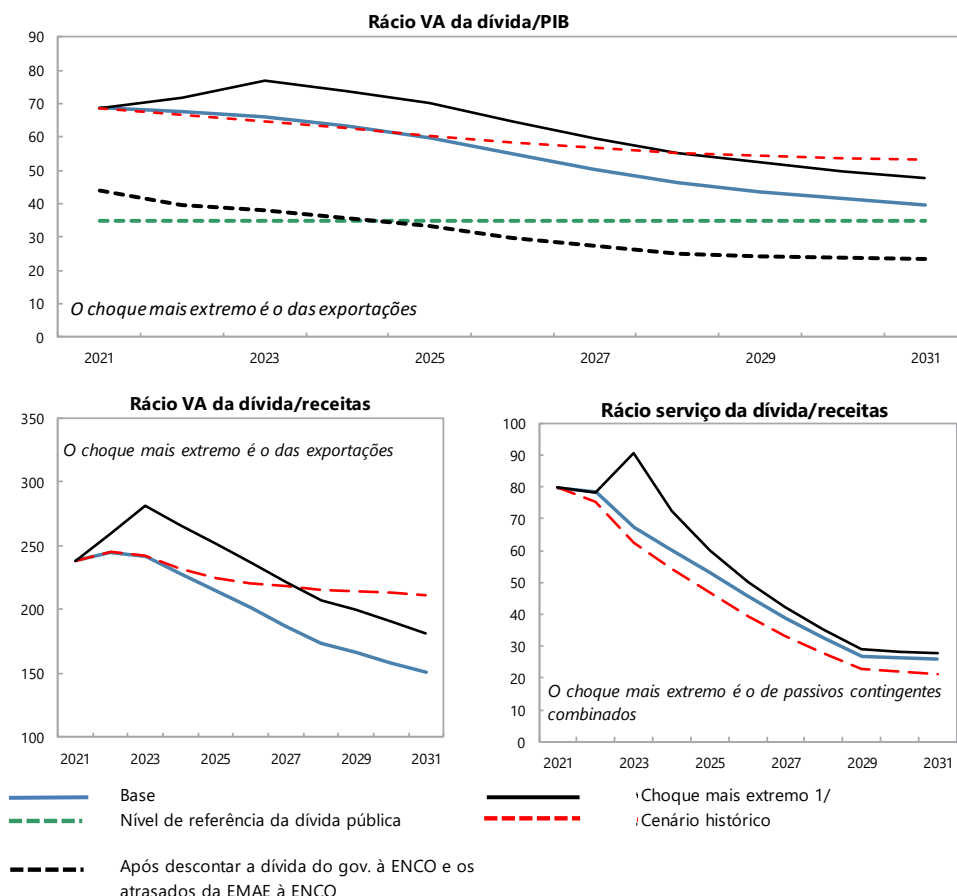 Rácio VA da dívida/PIB
90
80
70
60
50
40
30
20
10
0
O choque mais extremo é o das exportações
2021 2023 2025 2027 2029 2031
Rácio VA da dívida/receitas
350
300
250
200
150
100
O choque mais extremo é o das exportações
2021 2023 2025 2027 2029 2031
Rácio serviço da dívida/receitas
100
90
80
70
60
50
40
30
20
10
0
O choque mais extremo é o de passivos contingentes
combinados
2021 2023 2025 2027 2029 2031
Base
Choque mais extremo 1/
Nível de referência da dívida pública
Cenário histórico
Após descontar a dívida do gov. à ENCO e os
atrasados da EMAE à ENCO